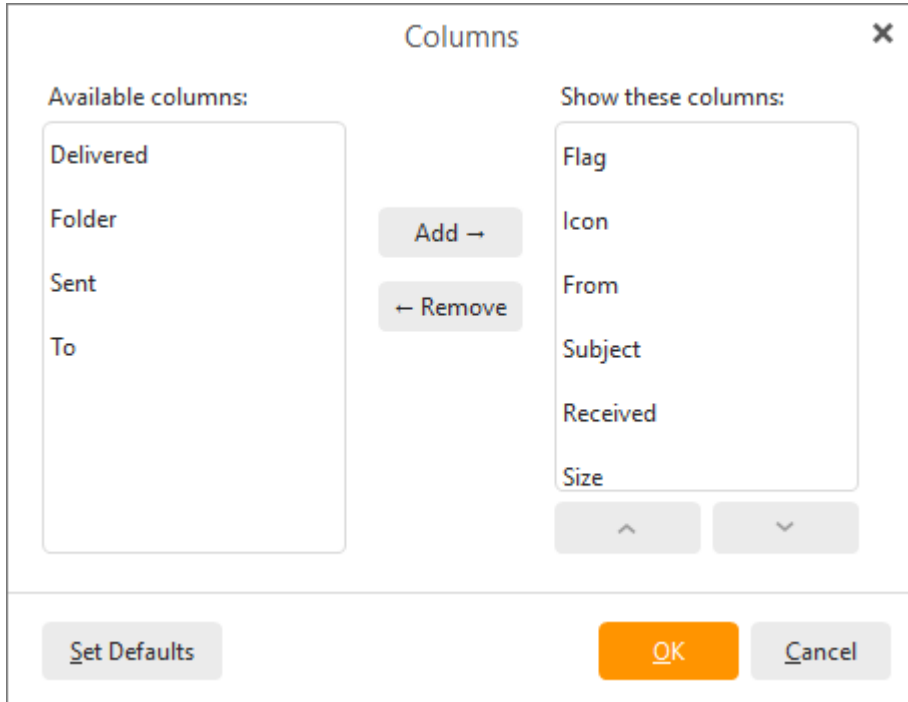 Columns
Available columns:
Delivered
Folder
Sent
To
Add →
← Remove
Show these columns:
Flag
Icon
From
Subject
Received
Size
Set Defaults
OK
Cancel